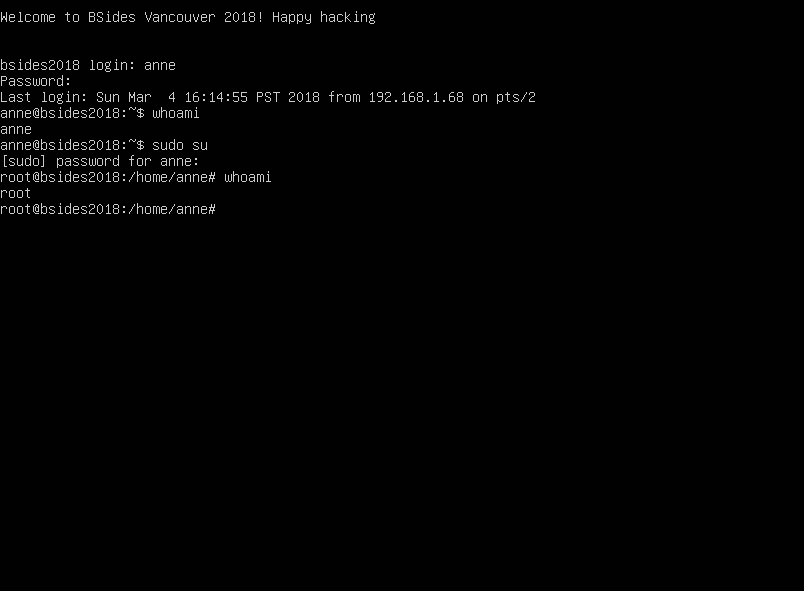 Welcome to BSides Vancouver 2018! Happy hacking
bsides2018 login: anne
Password:
Last login: Sun Mar  4 16:14:55 PST 2018 from 192.168.1.68 on pts/2
anne@bsides2018:~$ whoami
anne
anne@bsides2018:~$ sudo su
[sudo] password for anne:
root@bsides2018:/home/anne# whoami
root
root@bsides2018:/home/anne#